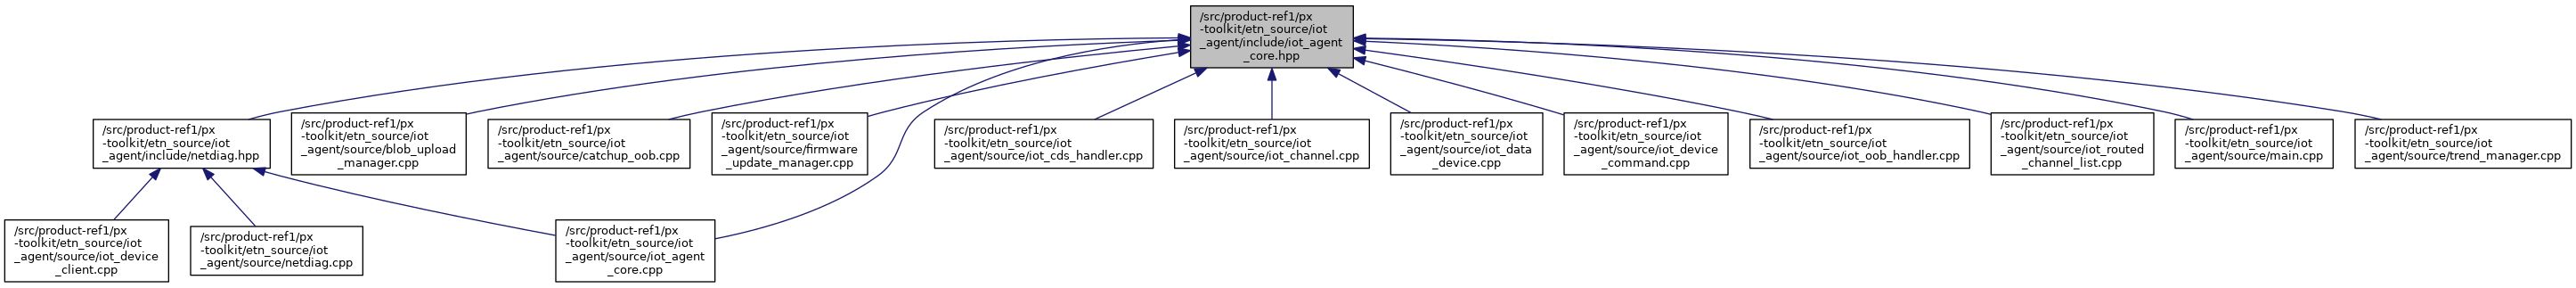 /src/product-ref1/px
-toolkit/etn_source/iot
_agent/include/iot_agent
_core.hpp
/src/product-ref1/px
-toolkit/etn_source/iot
_agent/include/netdiag.hpp
/src/product-ref1/px
-toolkit/etn_source/iot
_agent/source/blob_upload
_manager.cpp
/src/product-ref1/px
-toolkit/etn_source/iot
_agent/source/catchup_oob.cpp
/src/product-ref1/px
-toolkit/etn_source/iot
_agent/source/firmware
_update_manager.cpp
/src/product-ref1/px
-toolkit/etn_source/iot
_agent/source/iot_cds_handler.cpp
/src/product-ref1/px
-toolkit/etn_source/iot
_agent/source/iot_channel.cpp
/src/product-ref1/px
-toolkit/etn_source/iot
_agent/source/iot_data
_device.cpp
/src/product-ref1/px
-toolkit/etn_source/iot
_agent/source/iot_device
_command.cpp
/src/product-ref1/px
-toolkit/etn_source/iot
_agent/source/iot_oob_handler.cpp
/src/product-ref1/px
-toolkit/etn_source/iot
_agent/source/iot_routed
_channel_list.cpp
/src/product-ref1/px
-toolkit/etn_source/iot
_agent/source/main.cpp
/src/product-ref1/px
-toolkit/etn_source/iot
_agent/source/trend_manager.cpp
/src/product-ref1/px
-toolkit/etn_source/iot
_agent/source/iot_device
_client.cpp
/src/product-ref1/px
-toolkit/etn_source/iot
_agent/source/netdiag.cpp
/src/product-ref1/px
-toolkit/etn_source/iot
_agent/source/iot_agent
_core.cpp